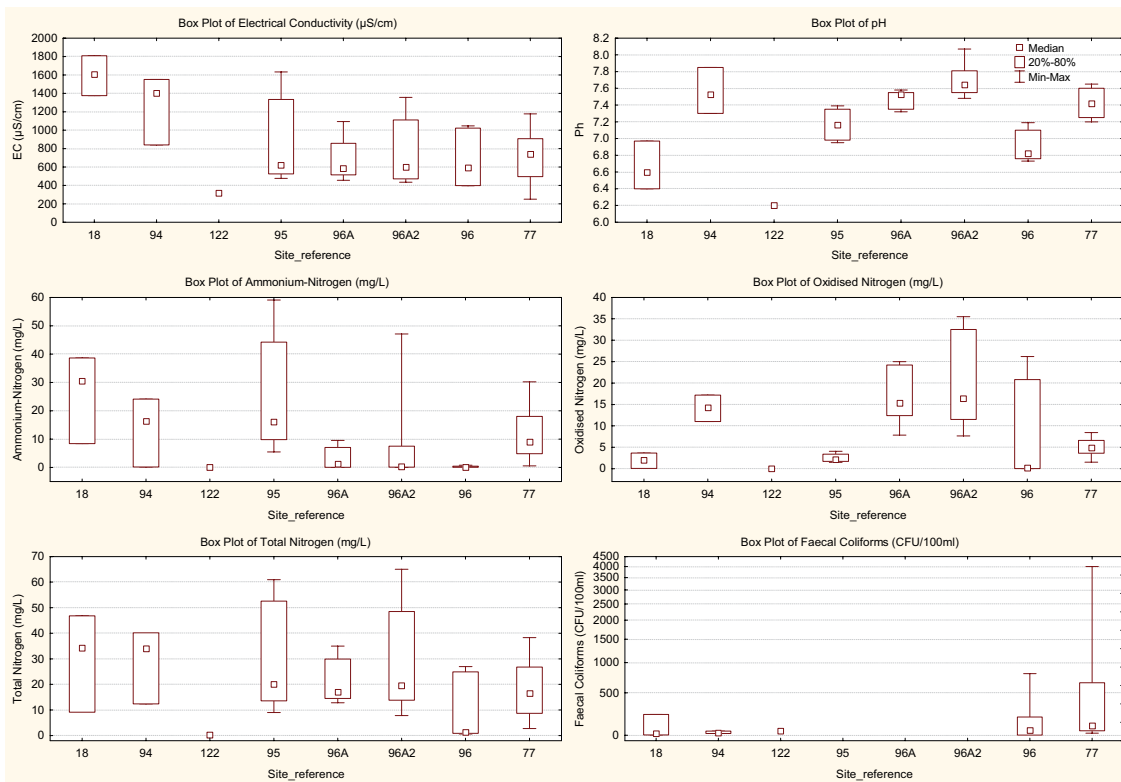 Box Plot of Electrical Conductivity (µS/cm)
2000
1800
1600
1400
1200
1000
800
600
400
200
0
EC (µS/cm)
18 94 122 95 96A 96A2 96 77
Site_reference
Box Plot of pH
Median
20%-80%
Min-Max
8.2
8.0
7.8
7.6
7.4
7.2
7.0
6.8
6.6
6.4
6.2
6.0
Ph
18 94 122 95 96A 96A2 96 77
Site_reference
Box Plot of Ammonium-Nitrogen (mg/L)
60
50
40
30
20
10
0
Ammonium-Nitrogen (mg/L)
18 94 122 95 96A 96A2 96 77
Site_reference
Box Plot of Oxidised Nitrogen (mg/L)
40
35
30
25
20
15
10
5
0
Oxidised Nitrogen (mg/L)
18 94 122 95 96A 96A2 96 77
Site_reference
Box Plot of Total Nitrogen (mg/L)
70
60
50
40
30
20
10
0
Total Nitrogen (mg/L)
18 94 122 95 96A 96A2 96 77
Site_reference
Box Plot of Faecal Coliforms (CFU/100ml)
4500
4000
3500
3000
2500
2000
1500
1000
500
0
Faecal Coliforms (CFU/100ml)
18 94 122 95 96A 96A2 96 77
Site_reference